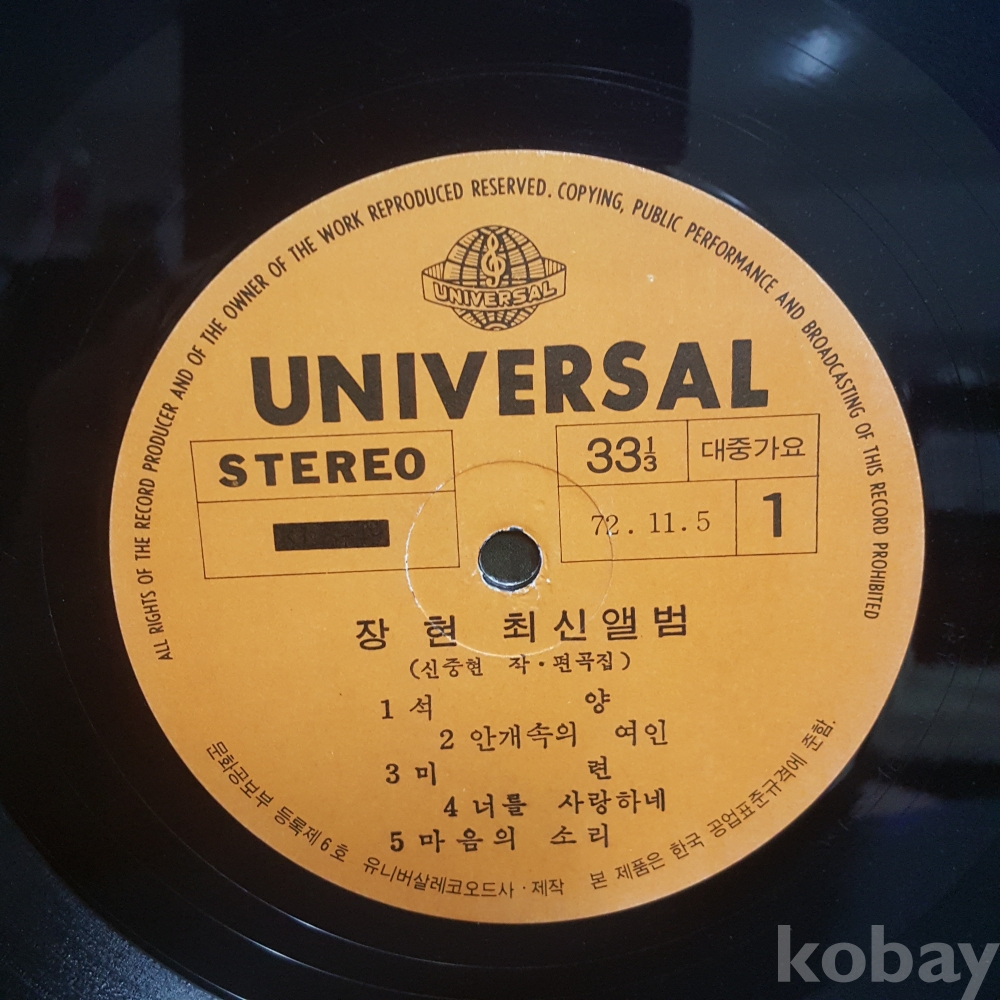 ALL RIGHTS OF THE RECORD PRODUCER AND OF THE OWNER OF THE WORK REPRODUCED RESERVED. COPYING, PUBLIC PERFORMANCE AND BROADCASTING OF THIS RECORD PROHIBITED
UNIVERSAL
UNIVERSAL
STEREO
33⅓ 대중가요
72. 11. 5 1
장 현 최신앨범
(신중현 작·편곡집)
1 석 양
2 안개속의 여인
3 미 련
4 너를 사랑하네
5 마음의 소리
문화공보부 등록제 6 호 유니버살레코오드사·제작 본 제품은 한국 공업표준규격에 준함.
kobay